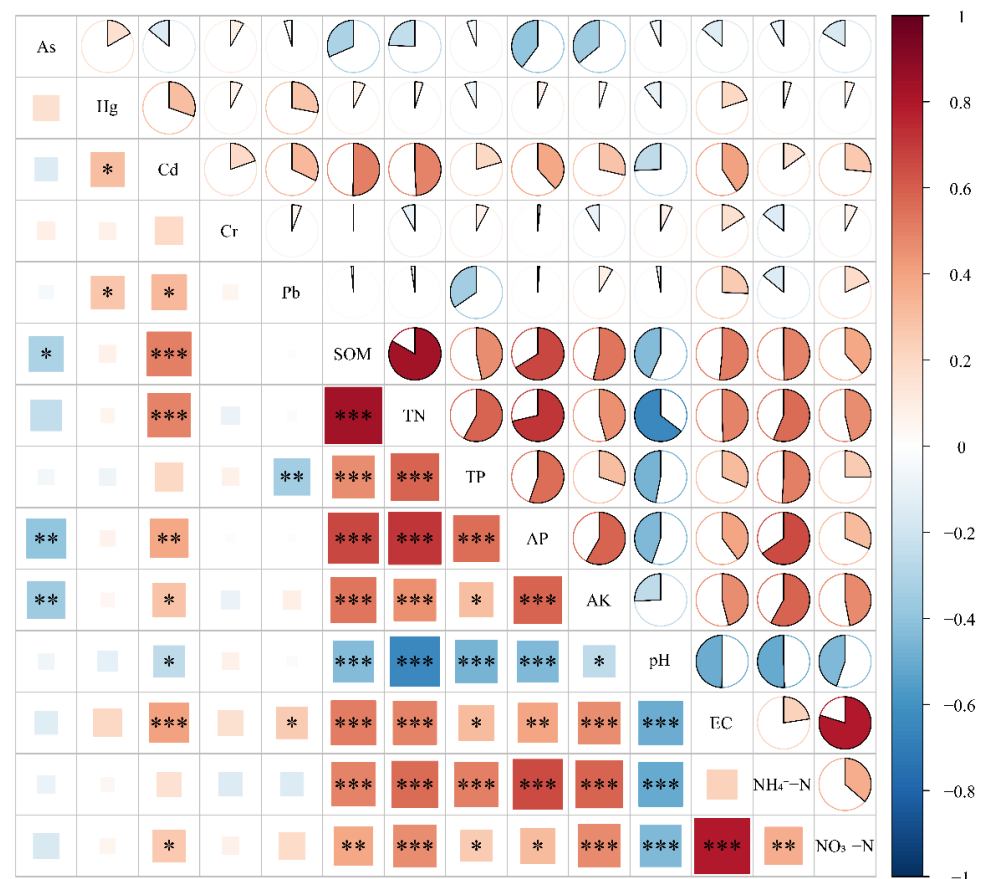 As
Hg
* Cd
Cr
* * Pb
* *** SOM
*** *** TN
** *** *** TP
** ** *** *** *** AP
** * *** *** * *** AK
* *** *** *** *** * pH
*** * *** *** * ** *** *** EC
*** *** *** *** *** *** NH₄⁻−N
* ** *** * * *** *** *** ** NO₃ −N
1
0.8
0.6
0.4
0.2
0
−0.2
−0.4
−0.6
−0.8
−1